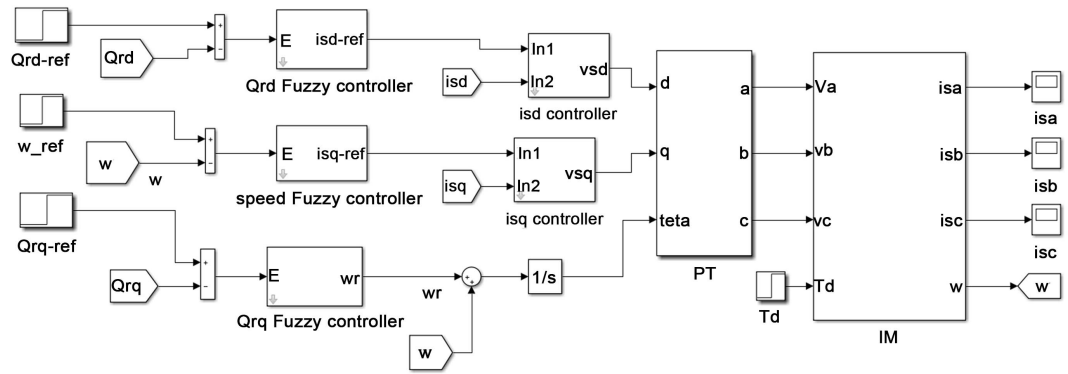 Qrd-ref
Qrd
+
−
E
isd-ref
Qrd Fuzzy controller
isd
In1
In2
vsd
isd controller
w_ref
w
w
+
−
E
isq-ref
speed Fuzzy controller
isq
In1
In2
vsq
isq controller
Qrq-ref
Qrq
+
−
E
wr
Qrq Fuzzy controller
wr
+
+
w
1/s
d
q
teta
a
b
c
PT
Td
Va
vb
vc
Td
isa
isb
isc
w
IM
isa
isb
isc
w